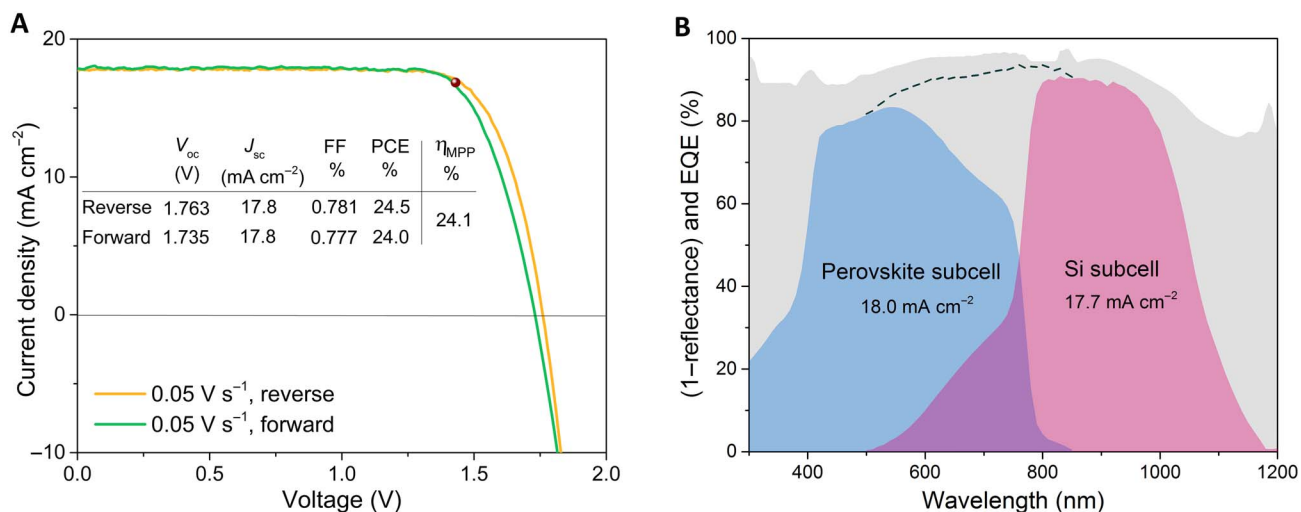 A
Current density (mA cm⁻²)
20
10
0
−10
V_oc J_sc FF PCE η_MPP
(V) (mA cm⁻²) % % %
Reverse 1.763 17.8 0.781 24.5
24.1
Forward 1.735 17.8 0.777 24.0
0.05 V s⁻¹, reverse
0.05 V s⁻¹, forward
0.0 0.5 1.0 1.5 2.0
Voltage (V)
B
(1−reflectance) and EQE (%)
100
80
60
40
20
0
Perovskite subcell
18.0 mA cm⁻²
Si subcell
17.7 mA cm⁻²
400 600 800 1000 1200
Wavelength (nm)